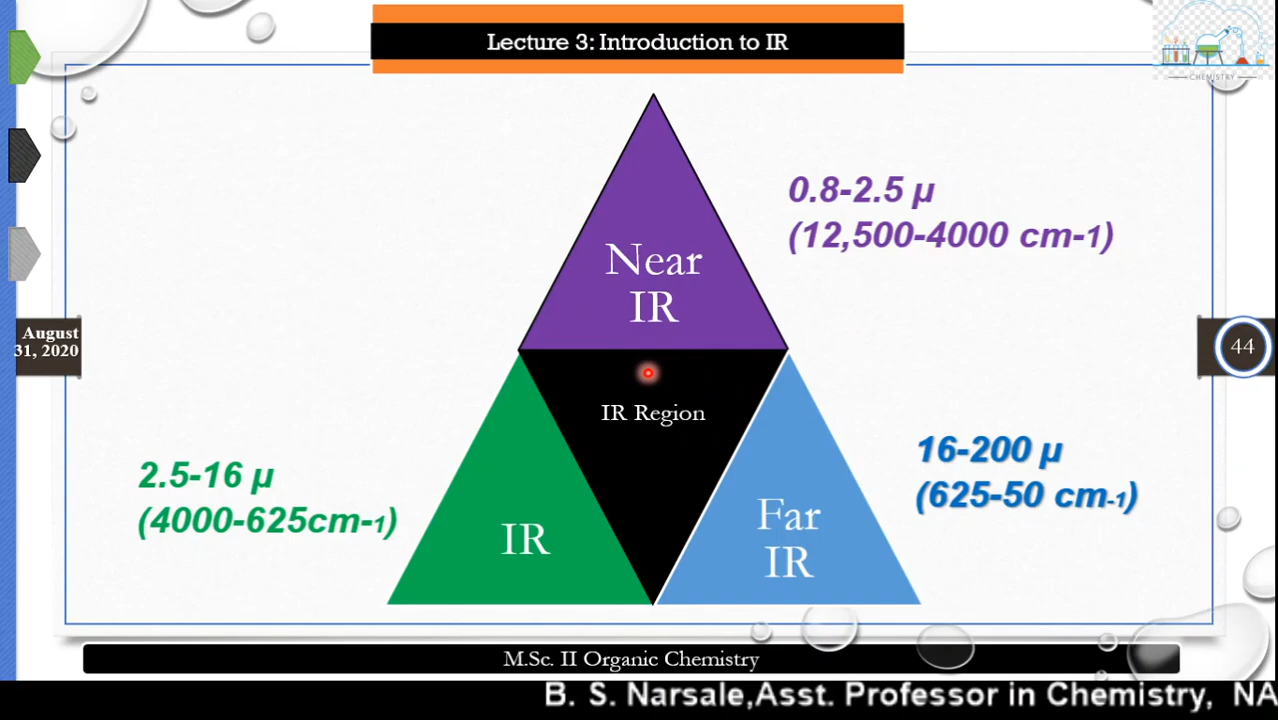 Lecture 3: Introduction to IR
CHEMISTRY
0.8-2.5 µ
(12,500-4000 cm-1)
Near
IR
August
31, 2020
44
IR Region
2.5-16 µ
(4000-625cm-1)
16-200 µ
(625-50 cm-1)
IR
Far
IR
M.Sc. II Organic Chemistry
B. S. Narsale,Asst. Professor in Chemistry, NA